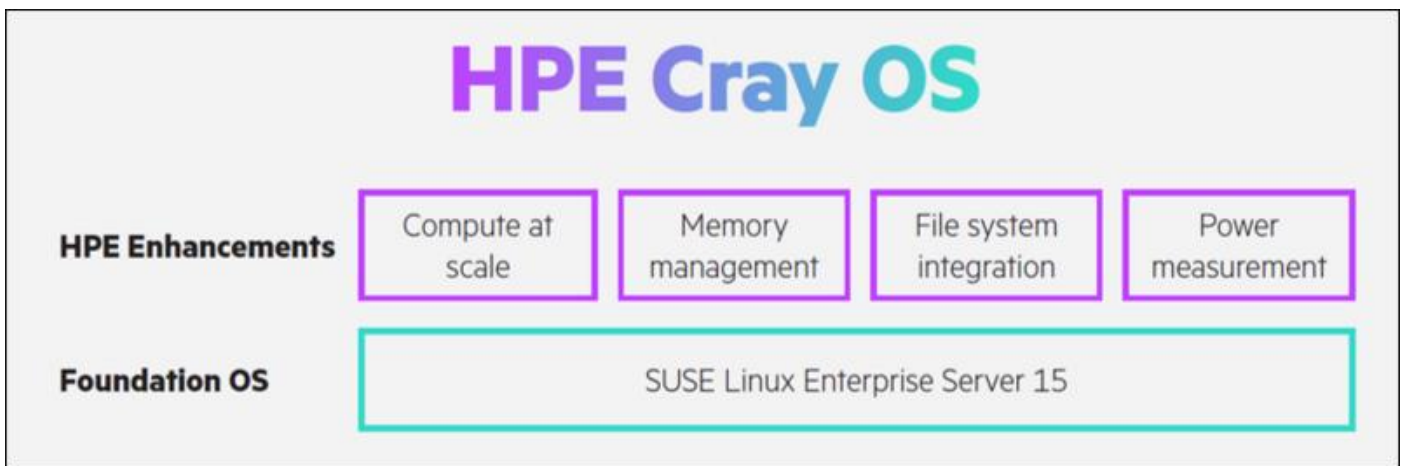 HPE Cray OS
HPE Enhancements
Compute at
scale
Memory
management
File system
integration
Power
measurement
Foundation OS
SUSE Linux Enterprise Server 15